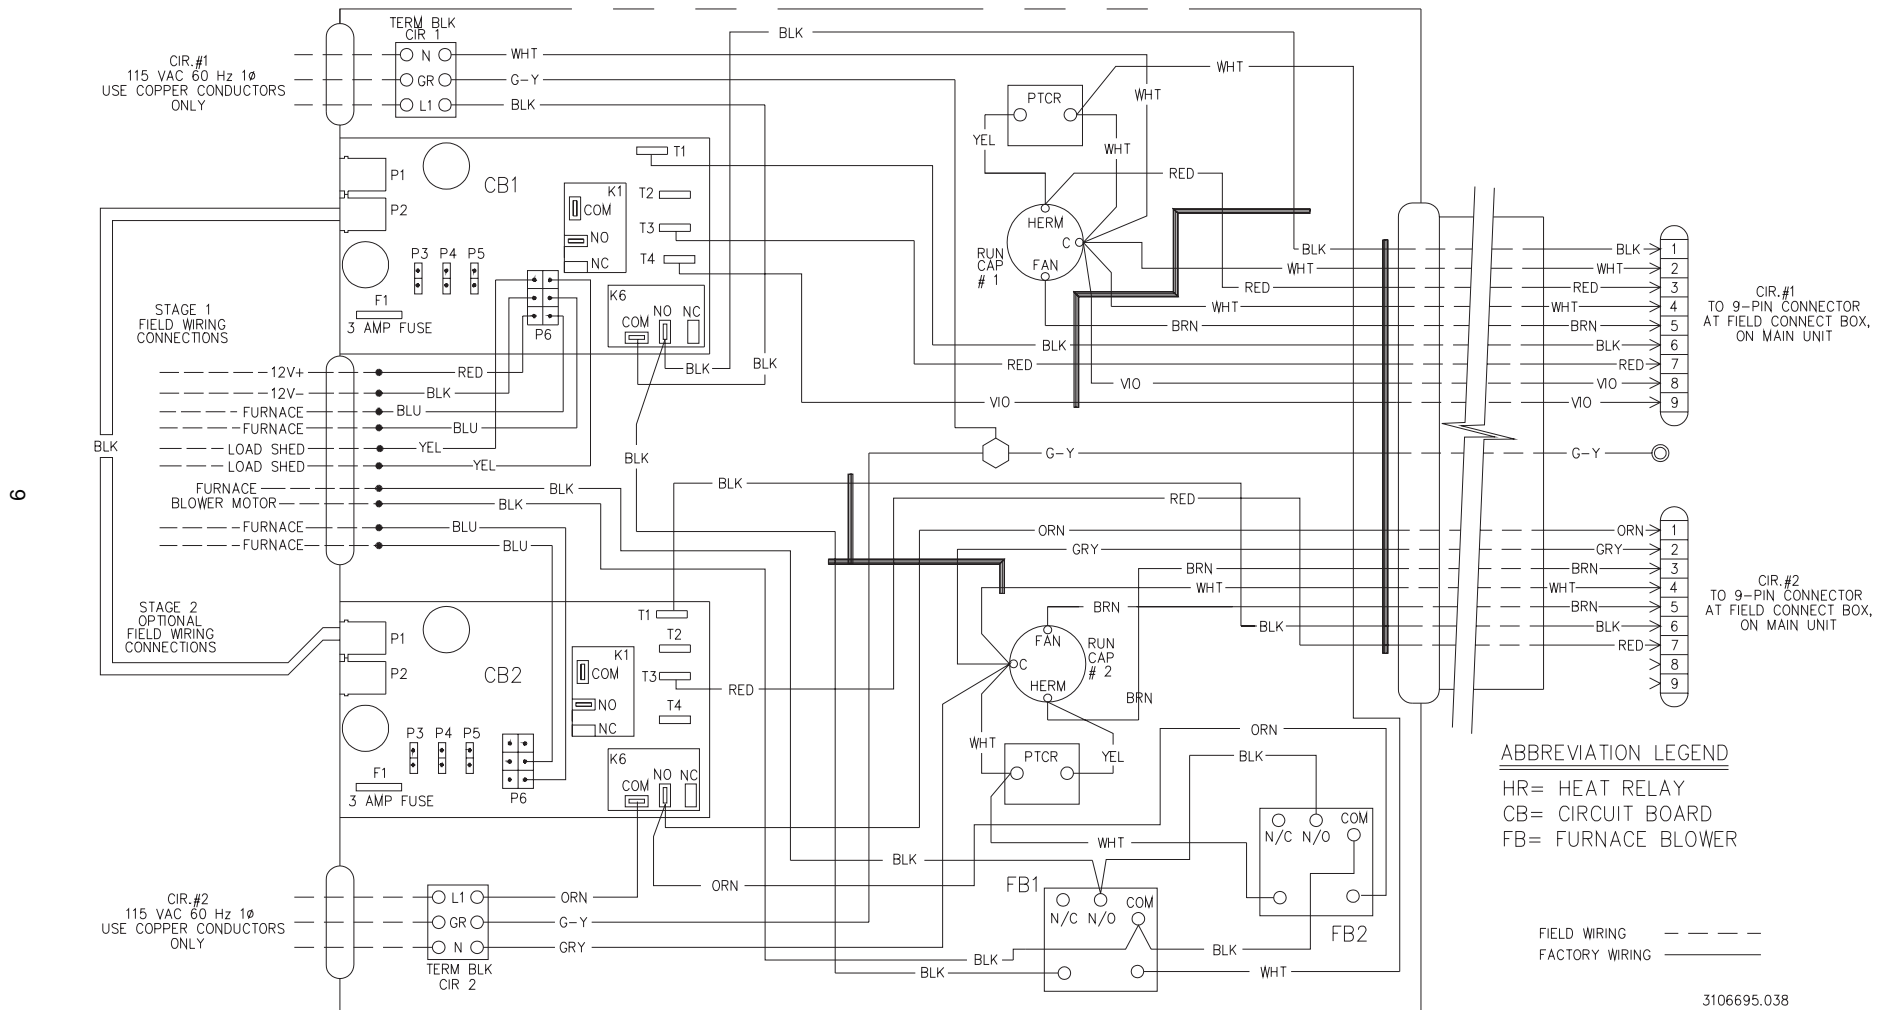 TERM BLK
CIR 1
N
GR
L1
WHT
G-Y
BLK
BLK
WHT
WHT
WHT
CIR.#1
115 VAC 60 Hz 1ø
USE COPPER CONDUCTORS
ONLY
PTCR
YEL
RED
P1
P2
CB1
T1
T2
T3
T4
K1
COM
NO
NC
P3
P4
P5
F1
3 AMP FUSE
P6
K6
COM
NO
NC
BLK
BLK
HERM
C
FAN
RUN
CAP
# 1
BLK
WHT
RED
WHT
BRN
BLK
RED
VIO
VIO
BLK
WHT
RED
WHT
BRN
BLK
RED
VIO
VIO
1
2
3
4
5
6
7
8
9
CIR.#1
TO 9-PIN CONNECTOR
AT FIELD CONNECT BOX,
ON MAIN UNIT
STAGE 1
FIELD WIRING
CONNECTIONS
12V+
RED
12V-
BLK
FURNACE
BLU
FURNACE
BLU
LOAD SHED
YEL
LOAD SHED
YEL
FURNACE
BLK
BLOWER MOTOR
BLK
FURNACE
BLU
FURNACE
BLU
BLK
BLK
G-Y
G-Y
6
BLK
RED
ORN
GRY
BRN
WHT
BRN
BLK
ORN
GRY
BRN
WHT
BRN
BLK
RED
1
2
3
4
5
6
7
8
9
CIR.#2
TO 9-PIN CONNECTOR
AT FIELD CONNECT BOX,
ON MAIN UNIT
STAGE 2
OPTIONAL
FIELD WIRING
CONNECTIONS
P1
P2
CB2
T1
T2
T3
T4
RED
K1
COM
NO
NC
P3
P4
P5
F1
3 AMP FUSE
P6
K6
COM
NO
NC
FAN
C
HERM
RUN
CAP
# 2
BRN
WHT
PTCR
YEL
ORN
BLK
WHT
N/C
N/O
COM
FB2
BLK
ORN
FB1
N/C
N/O
COM
BLK
BLK
BLK
WHT
CIR.#2
115 VAC 60 Hz 1ø
USE COPPER CONDUCTORS
ONLY
L1
GR
N
ORN
G-Y
GRY
TERM BLK
CIR 2
ABBREVIATION LEGEND
HR= HEAT RELAY
CB= CIRCUIT BOARD
FB= FURNACE BLOWER
FIELD WIRING
FACTORY WIRING
3106695.038